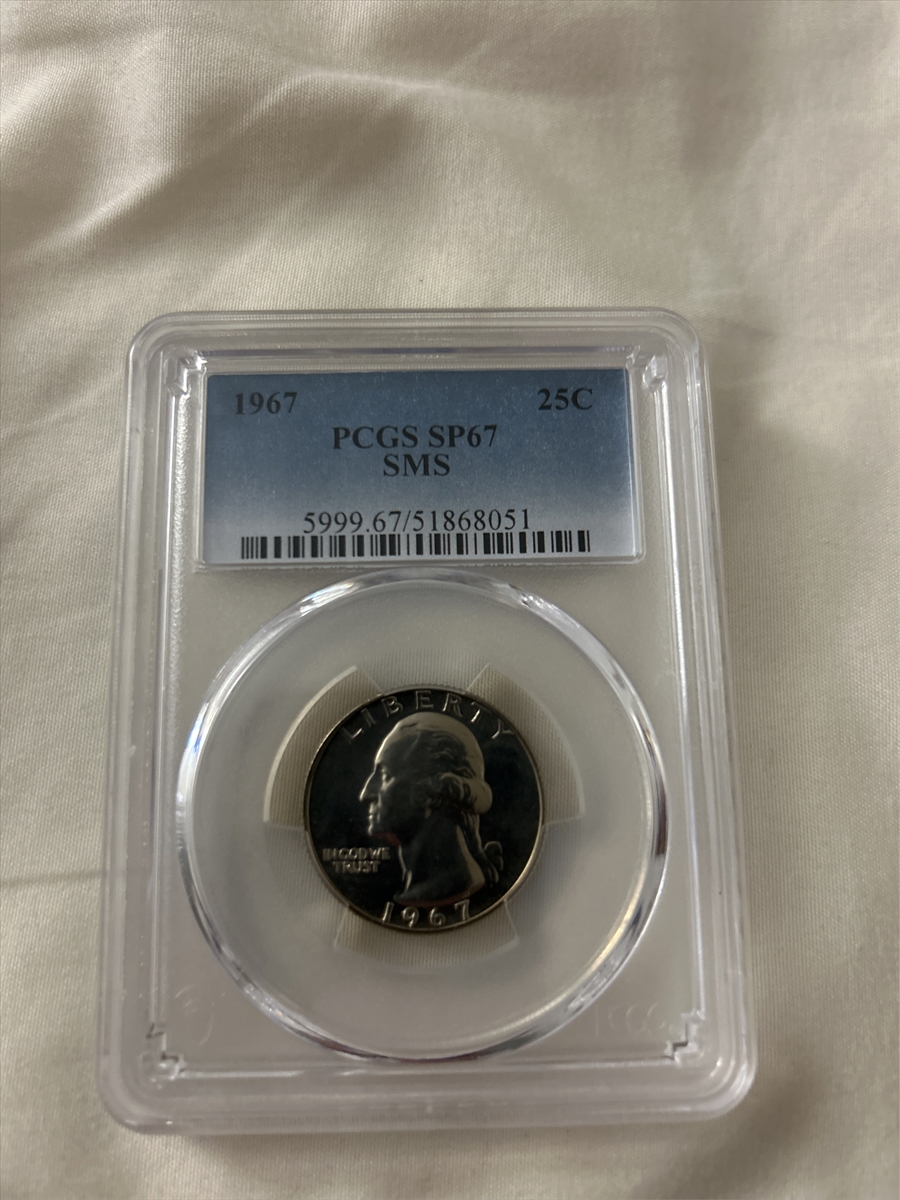 1967 25C
PCGS SP67
SMS
5999.67/51868051
LIBERTY
IN GOD WE
TRUST
1967